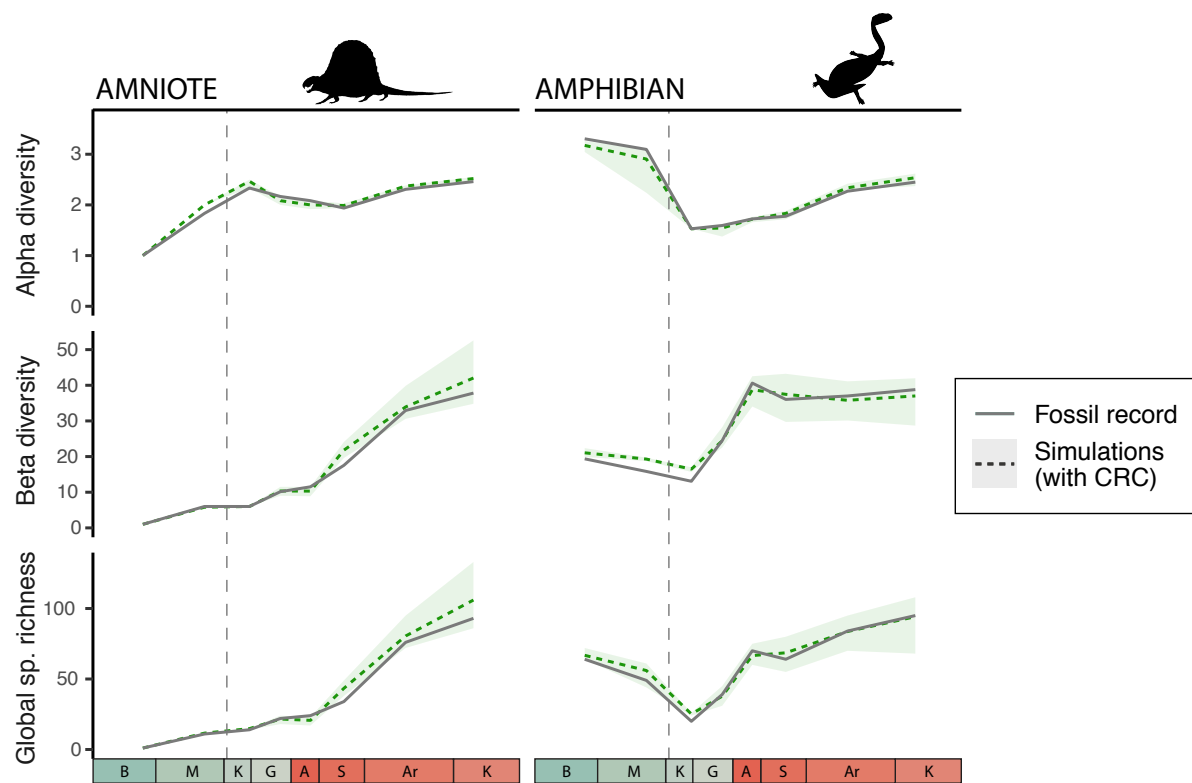 AMNIOTE
AMPHIBIAN
Alpha diversity
3
2
1
0
Beta diversity
50
40
30
20
10
0
Global sp. richness
100
50
0
Fossil record
Simulations
(with CRC)
B M K G A S Ar K
B M K G A S Ar K